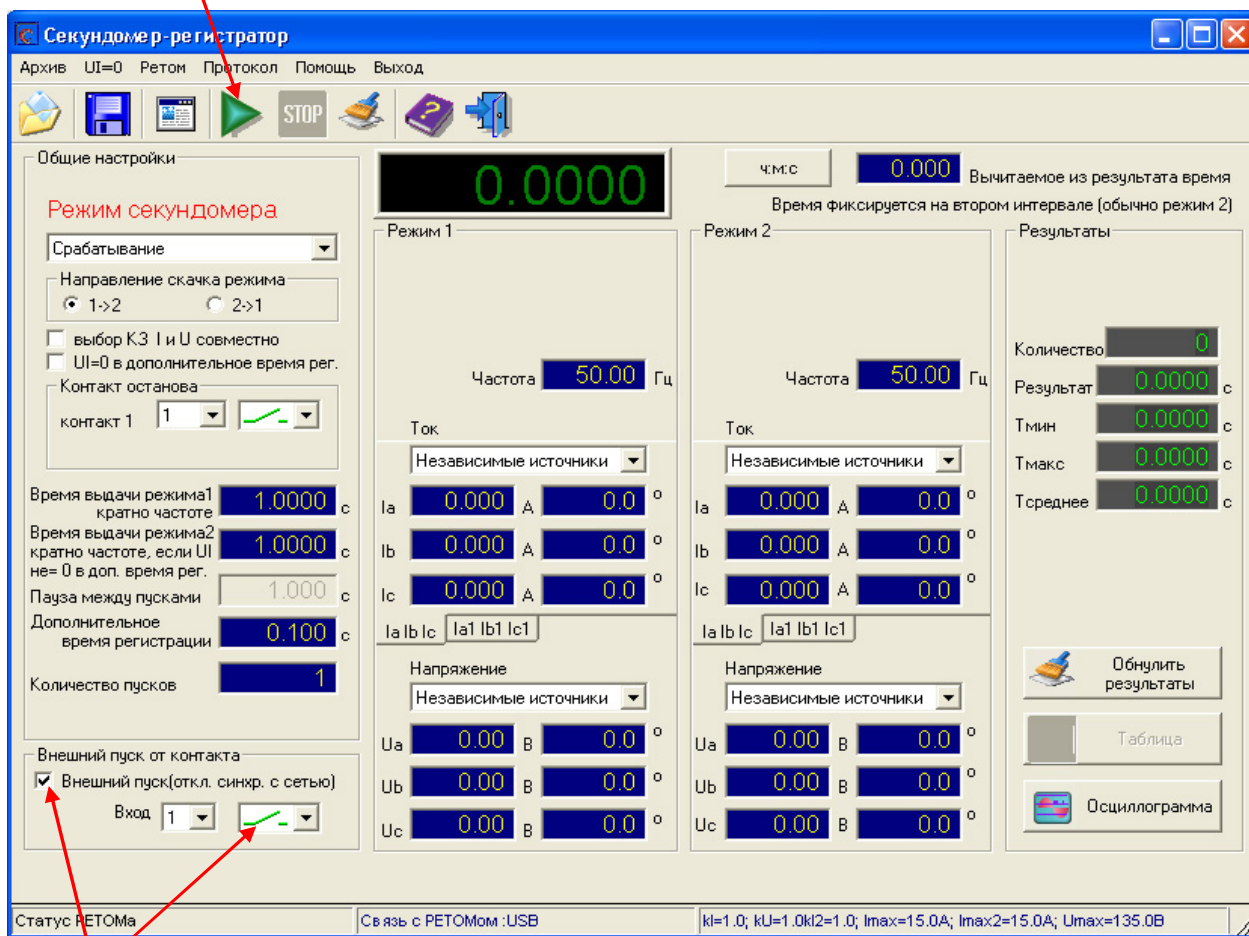 Секундомер-регистратор
Архив UI=0 Ретом Протокол Помощь Выход
STOP
Общие настройки
Режим секундомера
Срабатывание
Направление скачка режима
1->2 2->1
выбор КЗ I и U совместно
UI=0 в дополнительное время рег.
Контакт останова
контакт 1 1
Время выдачи режима1
кратно частоте 1.0000 с
Время выдачи режима2
кратно частоте, если UI 1.0000 с
не= 0 в доп. время рег.
Пауза между пусками 1.000 с
Дополнительное
время регистрации 0.100 с
Количество пусков 1
Внешний пуск от контакта
Внешний пуск(откл. синхр. с сетью)
Вход 1
0.0000
ч:м:с 0.000 Вычитаемое из результата время
Время фиксируется на втором интервале (обычно режим 2)
Режим 1
Частота 50.00 Гц
Ток
Независимые источники
Ia 0.000 А 0.0 °
Ib 0.000 А 0.0 °
Ic 0.000 А 0.0 °
Ia Ib Ic Ia1 Ib1 Ic1
Напряжение
Независимые источники
Ua 0.00 В 0.0 °
Ub 0.00 В 0.0 °
Uc 0.00 В 0.0 °
Режим 2
Частота 50.00 Гц
Ток
Независимые источники
Ia 0.000 А 0.0 °
Ib 0.000 А 0.0 °
Ic 0.000 А 0.0 °
Ia Ib Ic Ia1 Ib1 Ic1
Напряжение
Независимые источники
Ua 0.00 В 0.0 °
Ub 0.00 В 0.0 °
Uc 0.00 В 0.0 °
Результаты
Количество 0
Результат 0.0000 с
Тмин 0.0000 с
Тмакс 0.0000 с
Тсреднее 0.0000 с
Обнулить
результаты
Таблица
Осциллограмма
Статус РЕТОМа Связь с РЕТОМом :USB kI=1.0; kU=1.0kI2=1.0; Imax=15.0A; Imax2=15.0A; Umax=135.0В